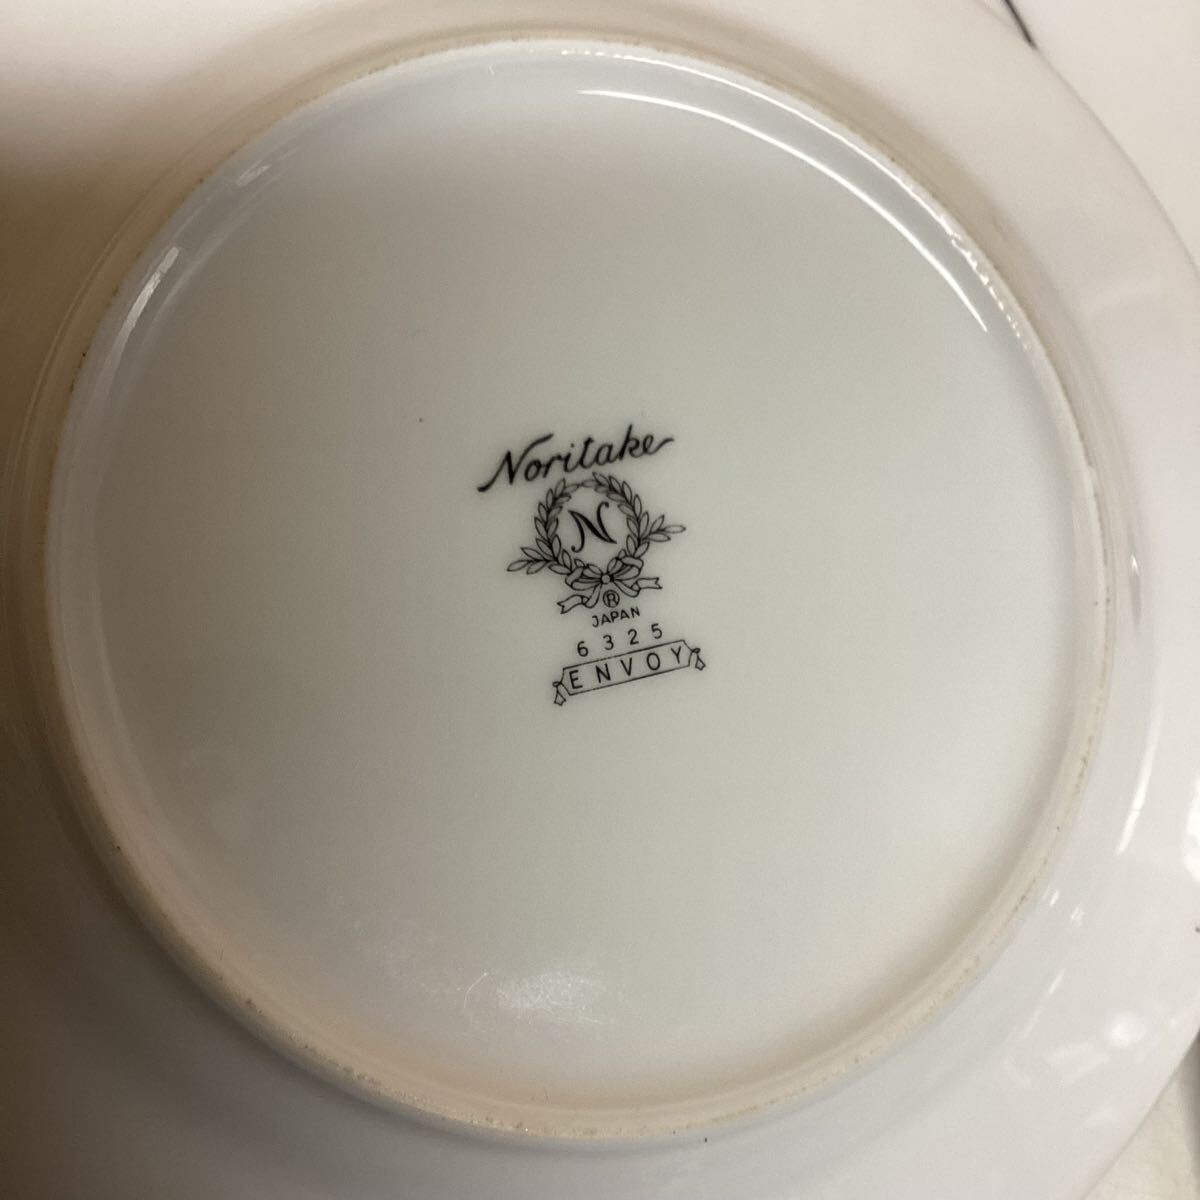 Noritake
N
®
JAPAN
6325
ENVOY